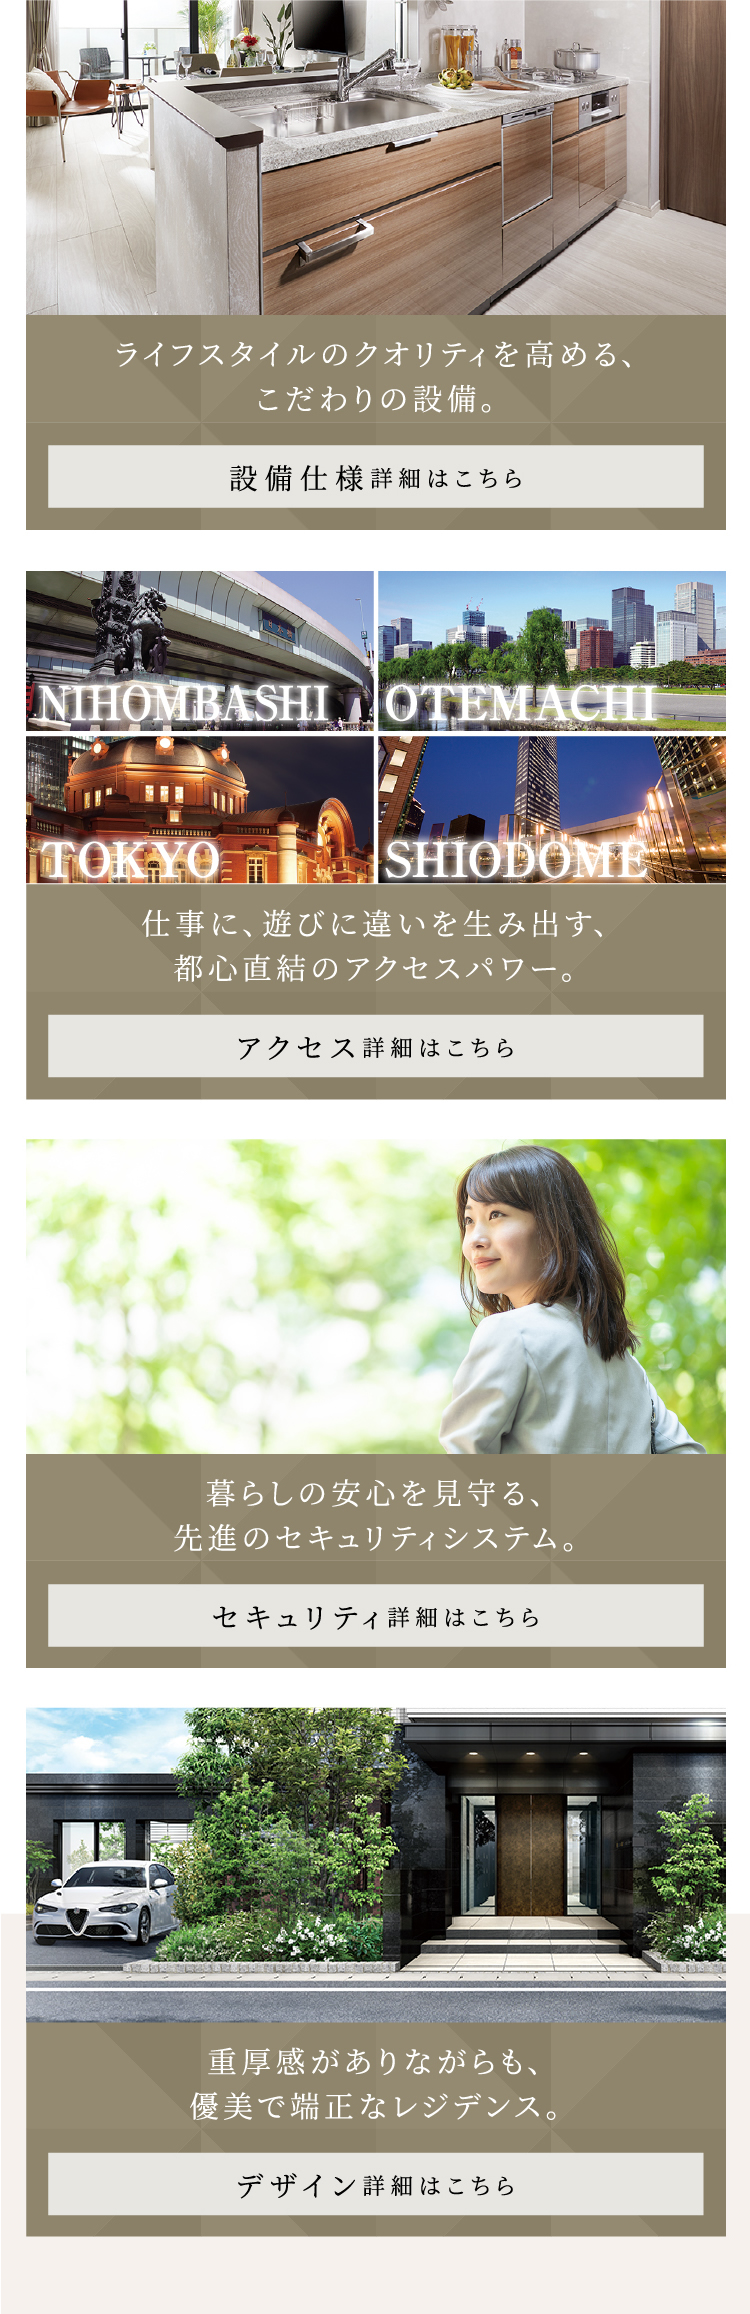 ライフスタイルのクオリティを高める、
こだわりの設備。
設備仕様詳細はこちら
日本橋
NIHOMBASHI
OTEMACHI
TOKYO
SHIODOME
仕事に、遊びに違いを生み出す、
都心直結のアクセスパワー。
アクセス詳細はこちら
暮らしの安心を見守る、
先進のセキュリティシステム。
セキュリティ詳細はこちら
重厚感がありながらも、
優美で端正なレジデンス。
デザイン詳細はこちら